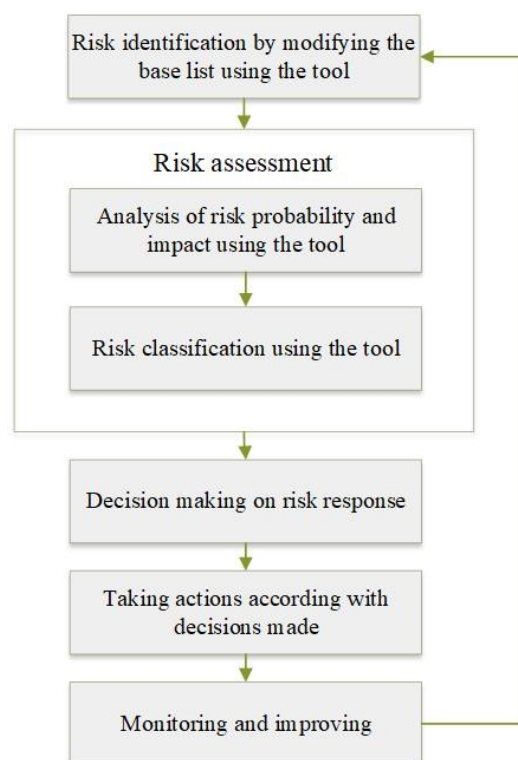 Risk identification by modifying the
base list using the tool
Risk assessment
Analysis of risk probability and
impact using the tool
Risk classification using the tool
Decision making on risk response
Taking actions according with
decisions made
Monitoring and improving